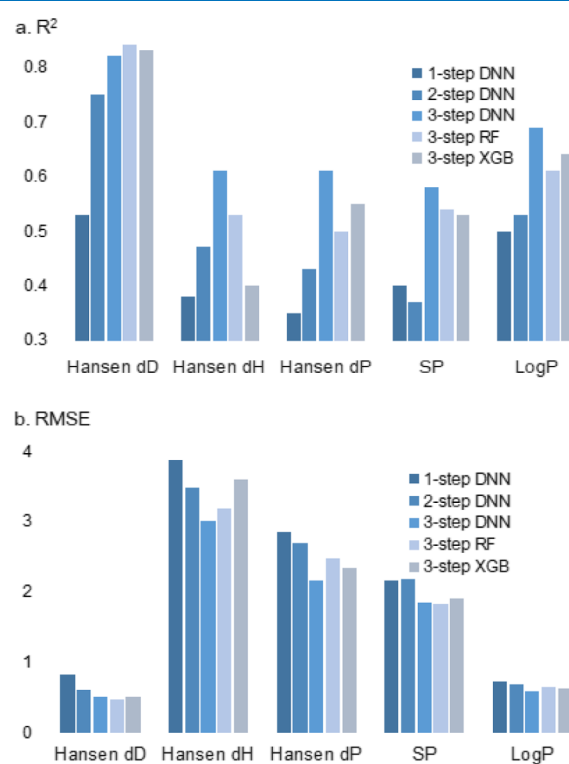 a. R²
0.8
0.7
0.6
0.5
0.4
0.3
1-step DNN
2-step DNN
3-step DNN
3-step RF
3-step XGB
Hansen dD Hansen dH Hansen dP SP LogP
b. RMSE
4
3
2
1
0
1-step DNN
2-step DNN
3-step DNN
3-step RF
3-step XGB
Hansen dD Hansen dH Hansen dP SP LogP